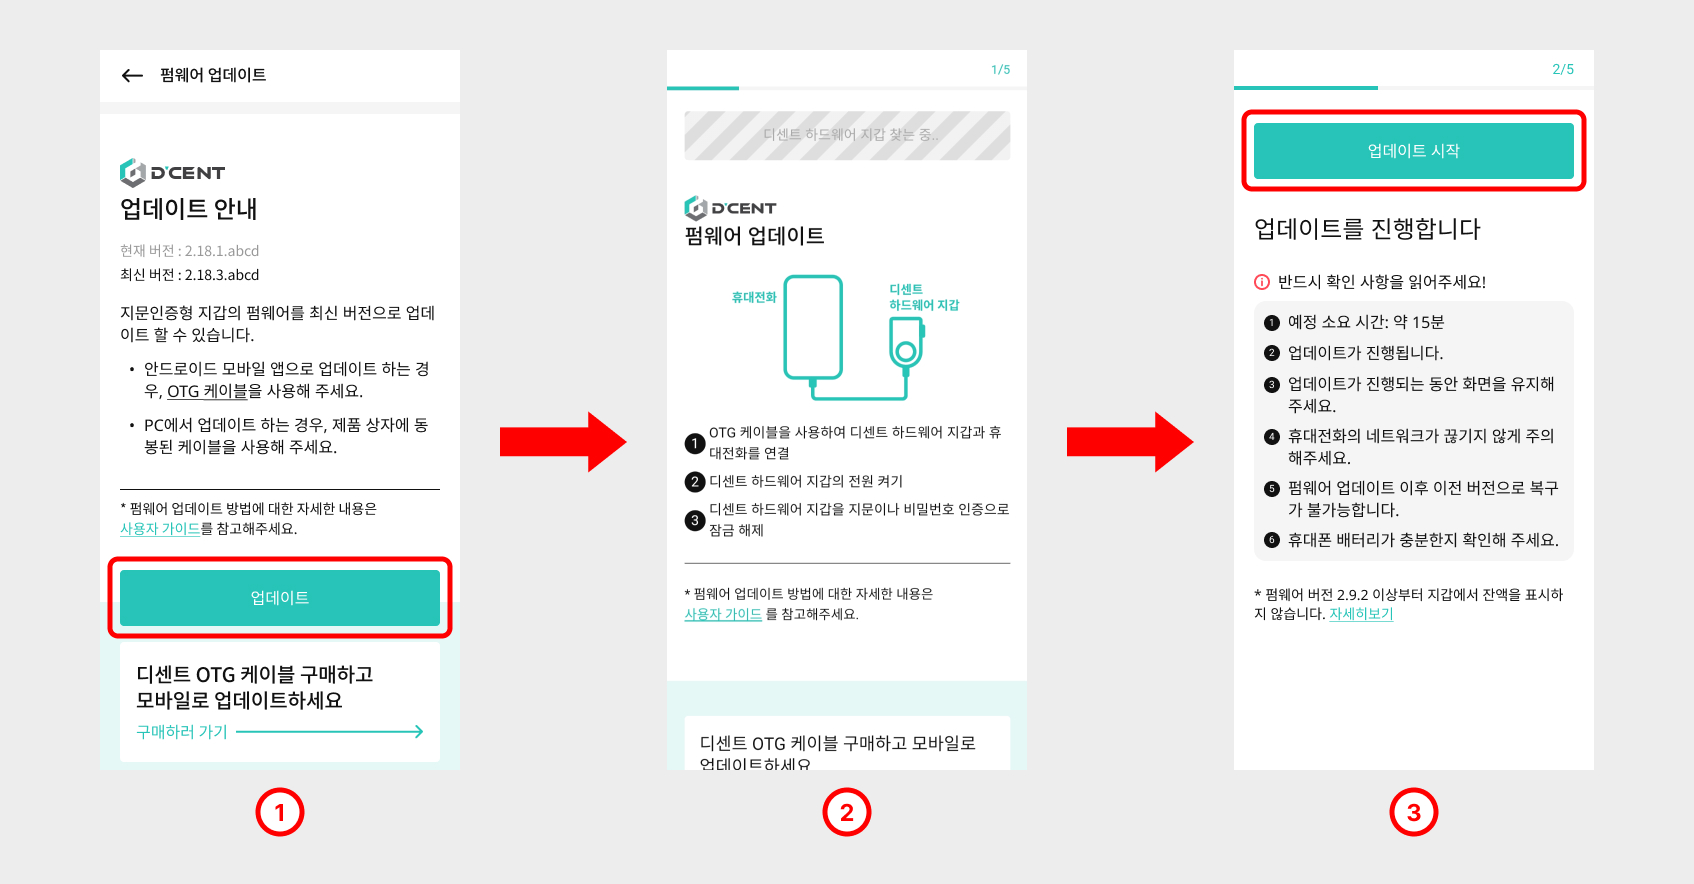 펌웨어 업데이트
D'CENT
업데이트 안내
현재 버전 : 2.18.1.abcd
최신 버전 : 2.18.3.abcd
지문인증형 지갑의 펌웨어를 최신 버전으로 업데
이트 할 수 있습니다.
• 안드로이드 모바일 앱으로 업데이트 하는 경
우, OTG 케이블을 사용해 주세요.
• PC에서 업데이트 하는 경우, 제품 상자에 동
봉된 케이블을 사용해 주세요.
* 펌웨어 업데이트 방법에 대한 자세한 내용은
사용자 가이드를 참고해주세요.
업데이트
디센트 OTG 케이블 구매하고
모바일로 업데이트하세요
구매하러 가기
1
1/5
디센트 하드웨어 지갑 찾는 중..
D'CENT
펌웨어 업데이트
휴대전화
디센트
하드웨어 지갑
1 OTG 케이블을 사용하여 디센트 하드웨어 지갑과 휴
대전화를 연결
2 디센트 하드웨어 지갑의 전원 켜기
3 디센트 하드웨어 지갑을 지문이나 비밀번호 인증으로
잠금 해제
* 펌웨어 업데이트 방법에 대한 자세한 내용은
사용자 가이드 를 참고해주세요.
디센트 OTG 케이블 구매하고 모바일로
업데이트하세요
2
2/5
업데이트 시작
업데이트를 진행합니다
반드시 확인 사항을 읽어주세요!
1 예정 소요 시간: 약 15분
2 업데이트가 진행됩니다.
3 업데이트가 진행되는 동안 화면을 유지해
주세요.
4 휴대전화의 네트워크가 끊기지 않게 주의
해주세요.
5 펌웨어 업데이트 이후 이전 버전으로 복구
가 불가능합니다.
6 휴대폰 배터리가 충분한지 확인해 주세요.
* 펌웨어 버전 2.9.2 이상부터 지갑에서 잔액을 표시하
지 않습니다. 자세히보기
3